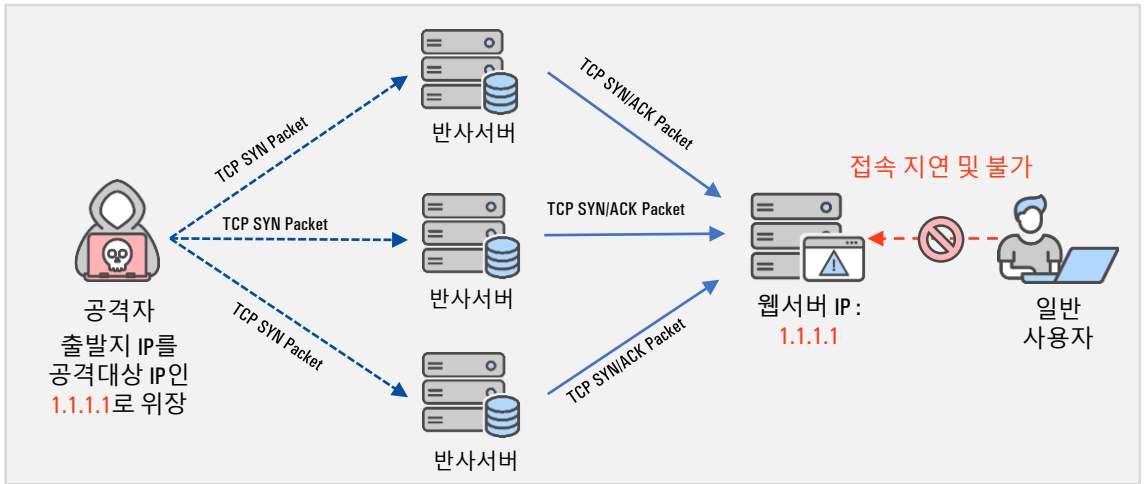 TCP SYN Packet
TCP SYN Packet
TCP SYN Packet
공격자
출발지 IP를
공격대상 IP인
1.1.1.1로 위장
반사서버
반사서버
반사서버
TCP SYN/ACK Packet
TCP SYN/ACK Packet
TCP SYN/ACK Packet
웹서버 IP :
1.1.1.1
접속 지연 및 불가
일반
사용자